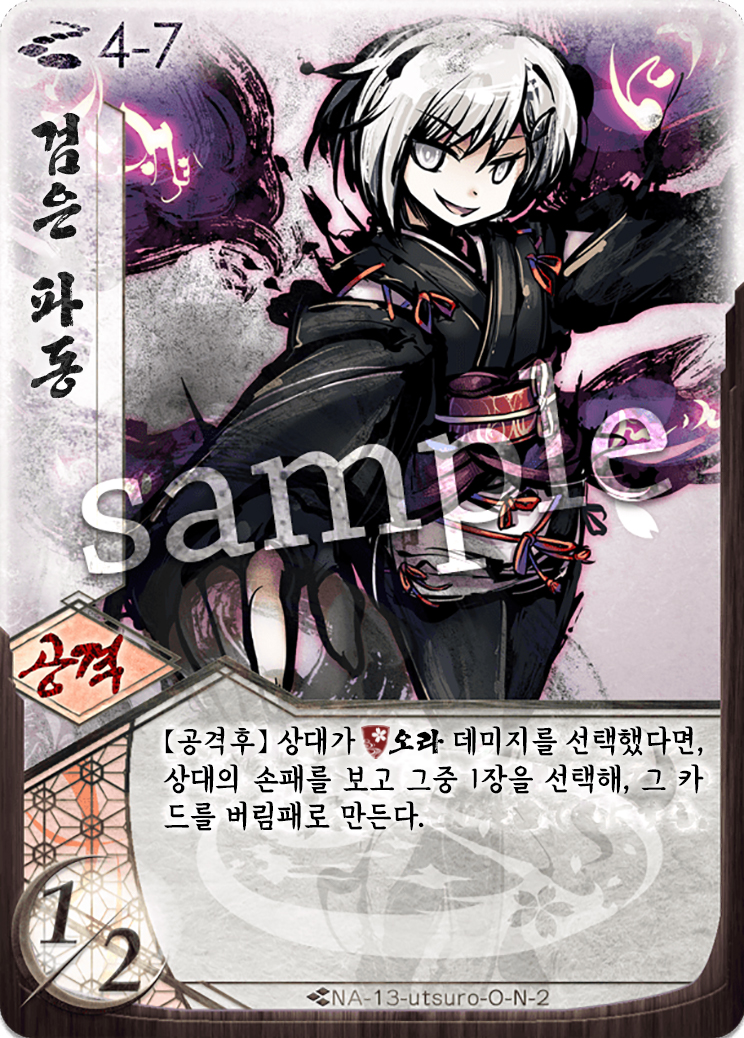 4-7
검은 파동
sample
공격
【공격후】 상대가 오라 데미지를 선택했다면,
상대의 손패를 보고 그중 1장을 선택해, 그 카
드를 버림패로 만든다.
1/2
NA-13-utsuro-O-N-2